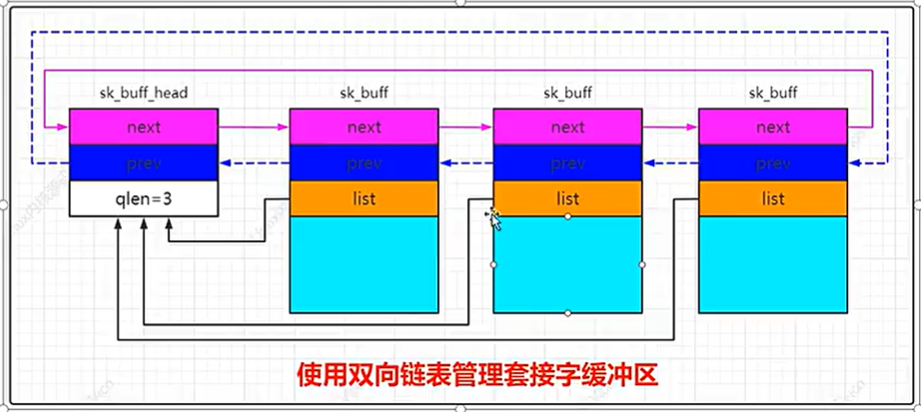 sk_buff_head
sk_buff
sk_buff
sk_buff
next
next
next
next
prev
prev
prev
prev
qlen=3
list
list
list
使用双向链表管理套接字缓冲区